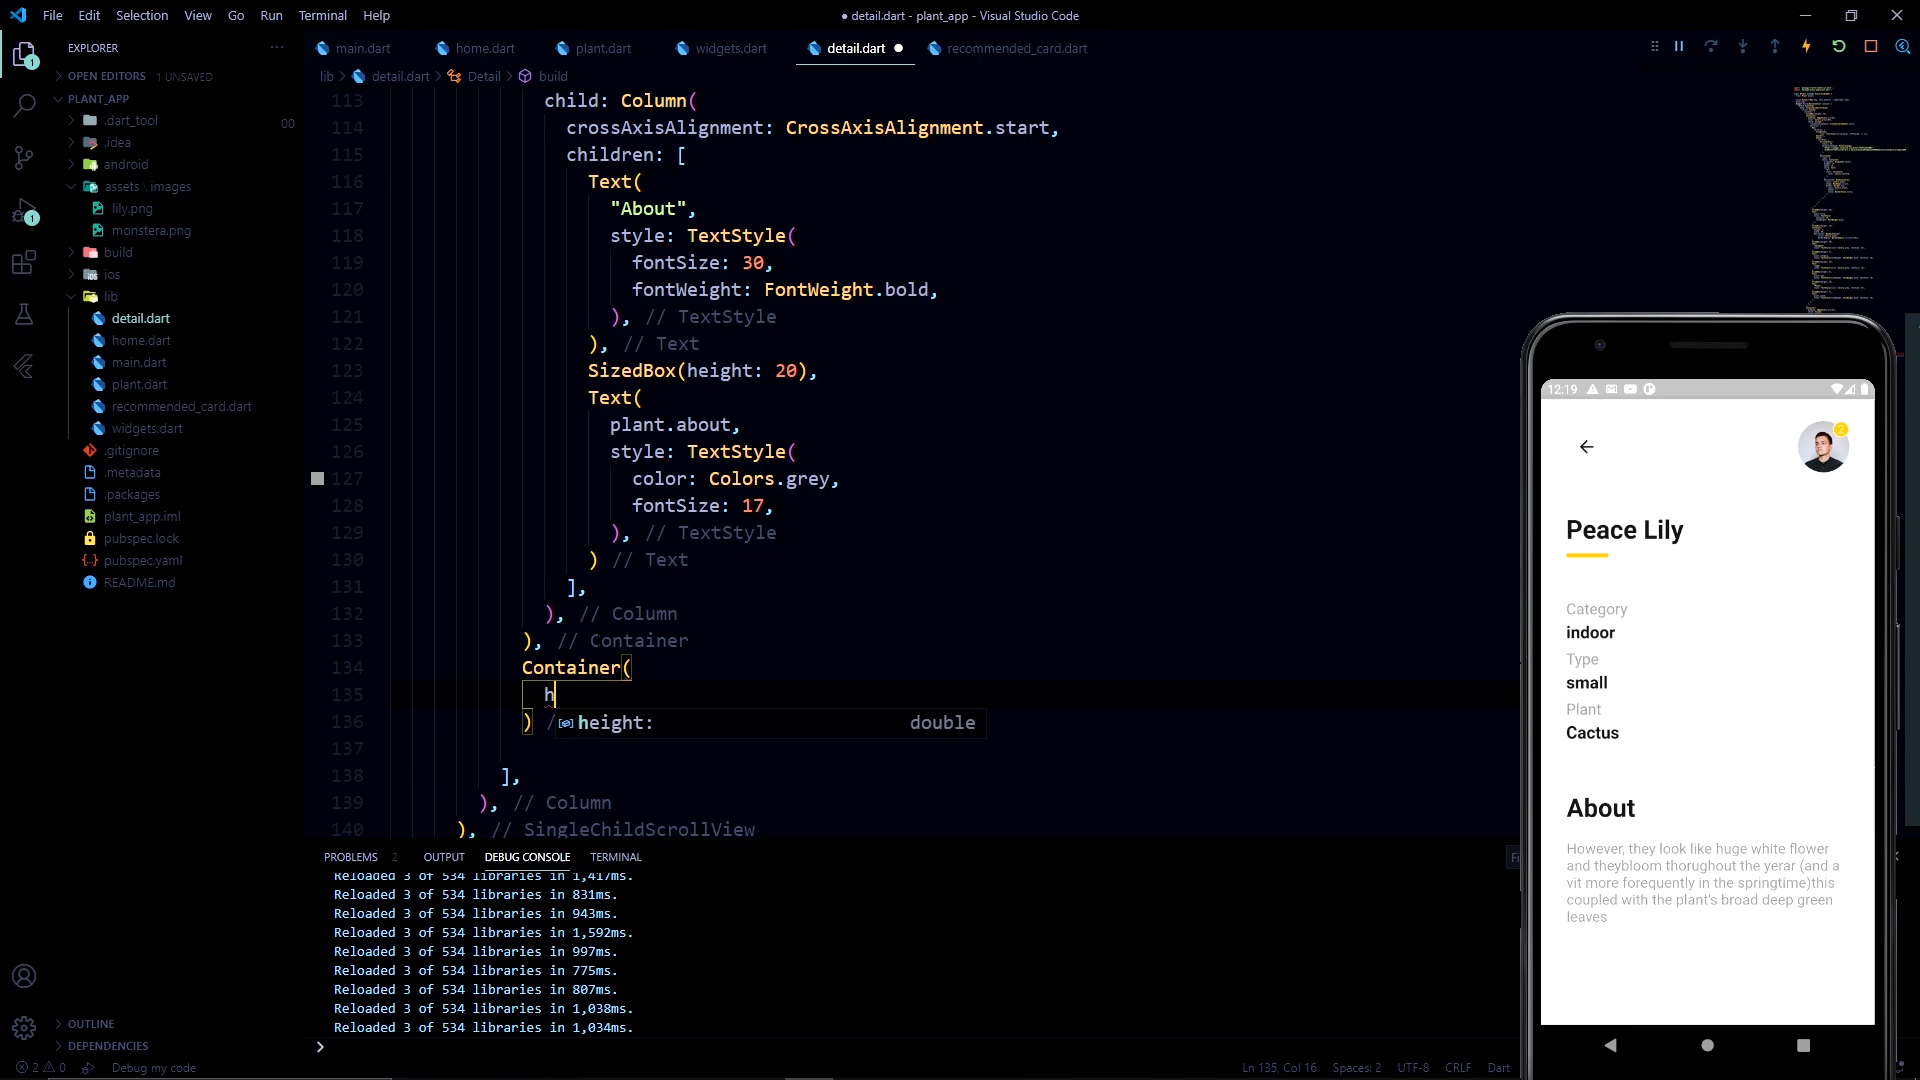 File Edit Selection View Go Run Terminal Help
● detail.dart - plant_app - Visual Studio Code
EXPLORER
OPEN EDITORS 1 UNSAVED
PLANT_APP
.dart_tool
00
.idea
android
assets \ images
lily.png
monstera.png
build
ios
lib
detail.dart
home.dart
main.dart
plant.dart
recommended_card.dart
widgets.dart
.gitignore
.metadata
.packages
plant_app.iml
pubspec.lock
pubspec.yaml
README.md
OUTLINE
DEPENDENCIES
main.dart home.dart plant.dart widgets.dart detail.dart ● recommended_card.dart
lib > detail.dart > Detail > build
113 child: Column(
114 crossAxisAlignment: CrossAxisAlignment.start,
115 children: [
116 Text(
117 "About",
118 style: TextStyle(
119 fontSize: 30,
120 fontWeight: FontWeight.bold,
121 ), // TextStyle
122 ), // Text
123 SizedBox(height: 20),
124 Text(
125 plant.about,
126 style: TextStyle(
127 color: Colors.grey,
128 fontSize: 17,
129 ), // TextStyle
130 ) // Text
131 ],
132 ), // Column
133 ), // Container
134 Container(
135 h
136 ) /
height: double
137
138 ],
139 ), // Column
140 ), // SingleChildScrollView
PROBLEMS 2 OUTPUT DEBUG CONSOLE TERMINAL
Fi
Reloaded 3 of 534 libraries in 1,417ms.
Reloaded 3 of 534 libraries in 831ms.
Reloaded 3 of 534 libraries in 943ms.
Reloaded 3 of 534 libraries in 1,592ms.
Reloaded 3 of 534 libraries in 997ms.
Reloaded 3 of 534 libraries in 775ms.
Reloaded 3 of 534 libraries in 807ms.
Reloaded 3 of 534 libraries in 1,038ms.
Reloaded 3 of 534 libraries in 1,034ms.
2 0 Debug my code
Ln 135, Col 16 Spaces: 2 UTF-8 CRLF Dart
12:19
2
Peace Lily
Category
indoor
Type
small
Plant
Cactus
About
However, they look like huge white flower
and theybloom thorughout the yerar (and a
vit more forequently in the springtime)this
coupled with the plant's broad deep green
leaves